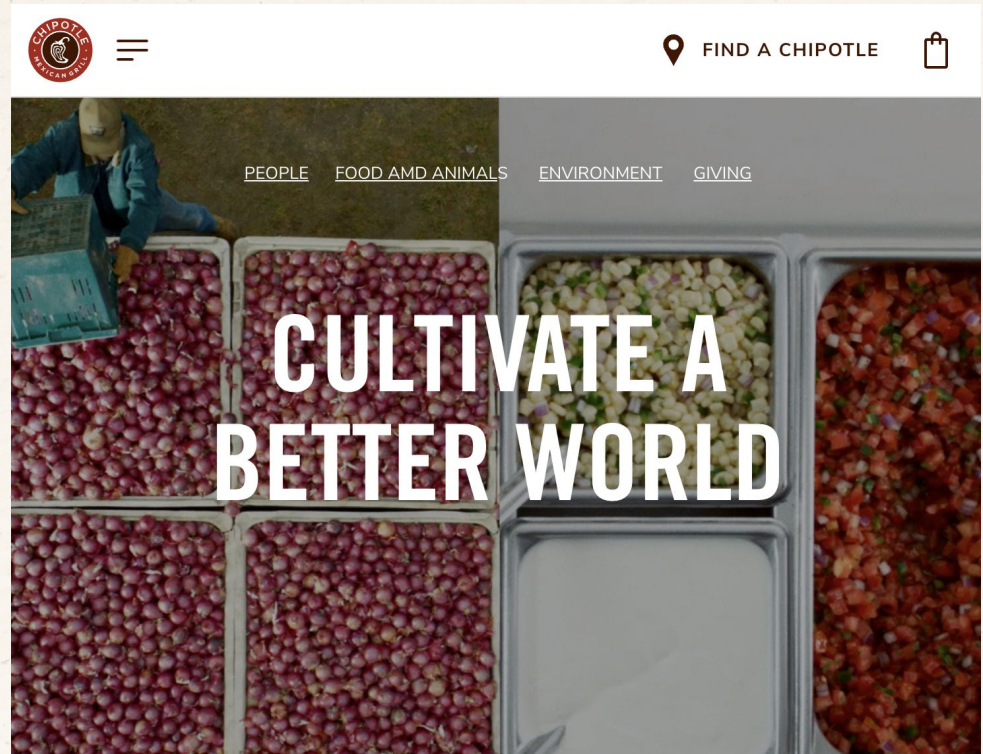 CHIPOTLE
MEXICAN GRILL
FIND A CHIPOTLE
PEOPLE FOOD AMD ANIMALS ENVIRONMENT GIVING
CULTIVATE A
BETTER WORLD